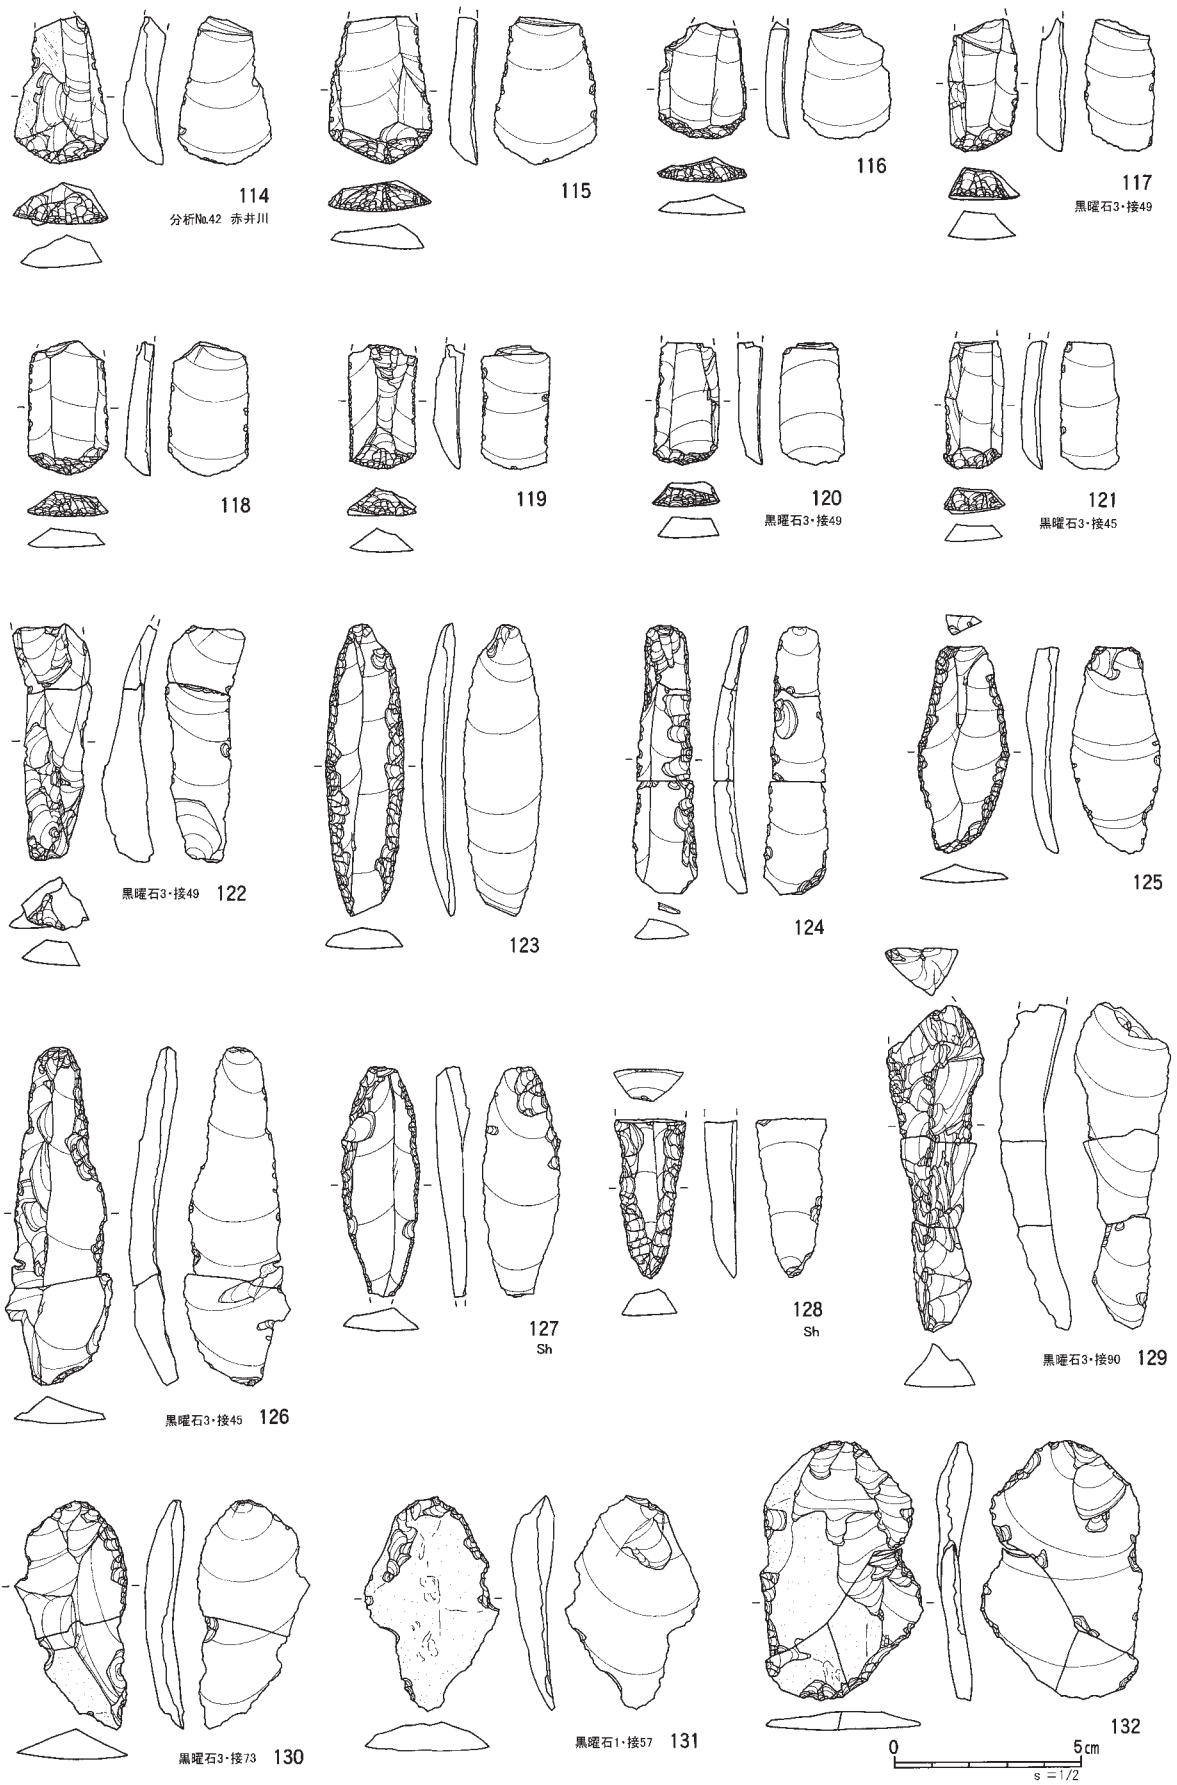 114
分析No.42 赤井川
115
116
117
黒曜石3・接49
118
119
120
黒曜石3・接49
121
黒曜石3・接45
黒曜石3・接49 122
123
124
125
黒曜石3・接45 126
127
Sh
128
Sh
黒曜石3・接90 129
黒曜石3・接73 130
黒曜石1・接57 131
132
0 5cm
s=1/2